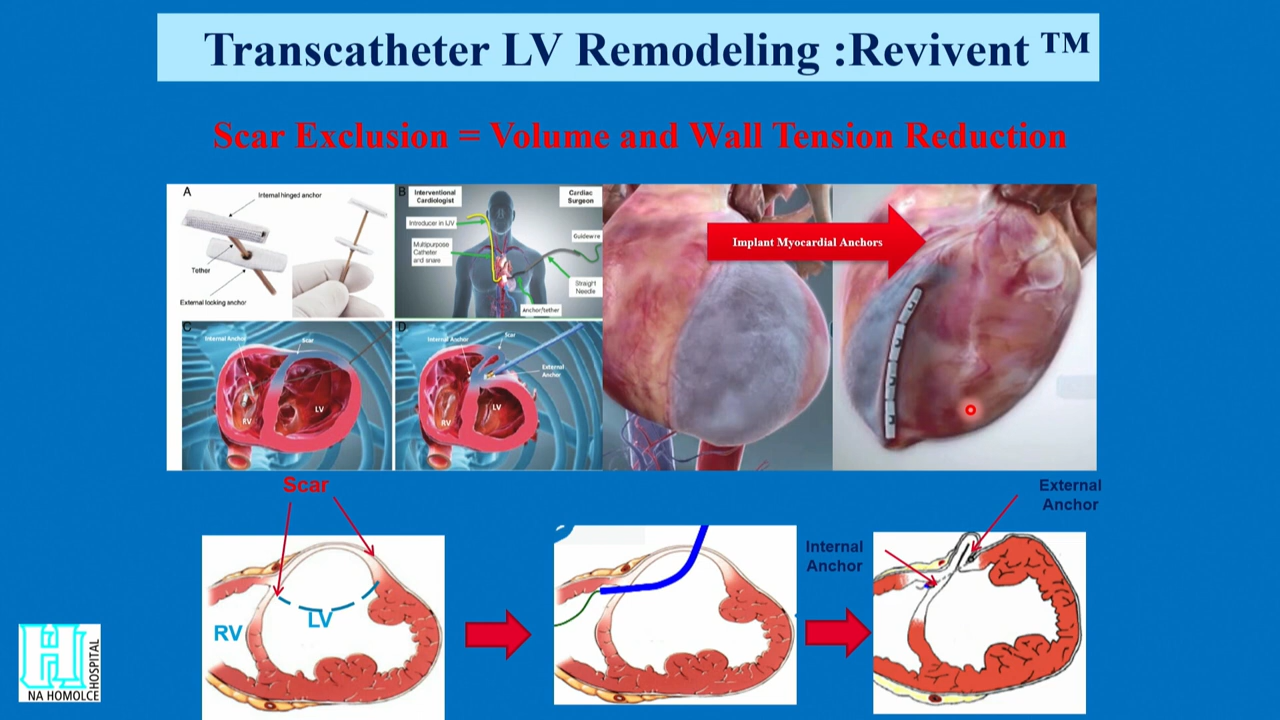 Transcatheter LV Remodeling :Revivent ™
Scar Exclusion = Volume and Wall Tension Reduction
A
Internal hinged anchor
Tether
External locking anchor
B
Interventional
Cardiologist
Cardiac
Surgeon
Introducer in IJV
Guidewire
Multipurpose
Catheter
and snare
Straight
Needle
Anchor/tether
Implant Myocardial Anchors
C
Internal Anchor
Scar
RV
LV
D
Internal Anchor
Scar
External
Anchor
RV
LV
Scar
External
Anchor
Internal
Anchor
RV
LV
H
NA HOMOLCE
HOSPITAL